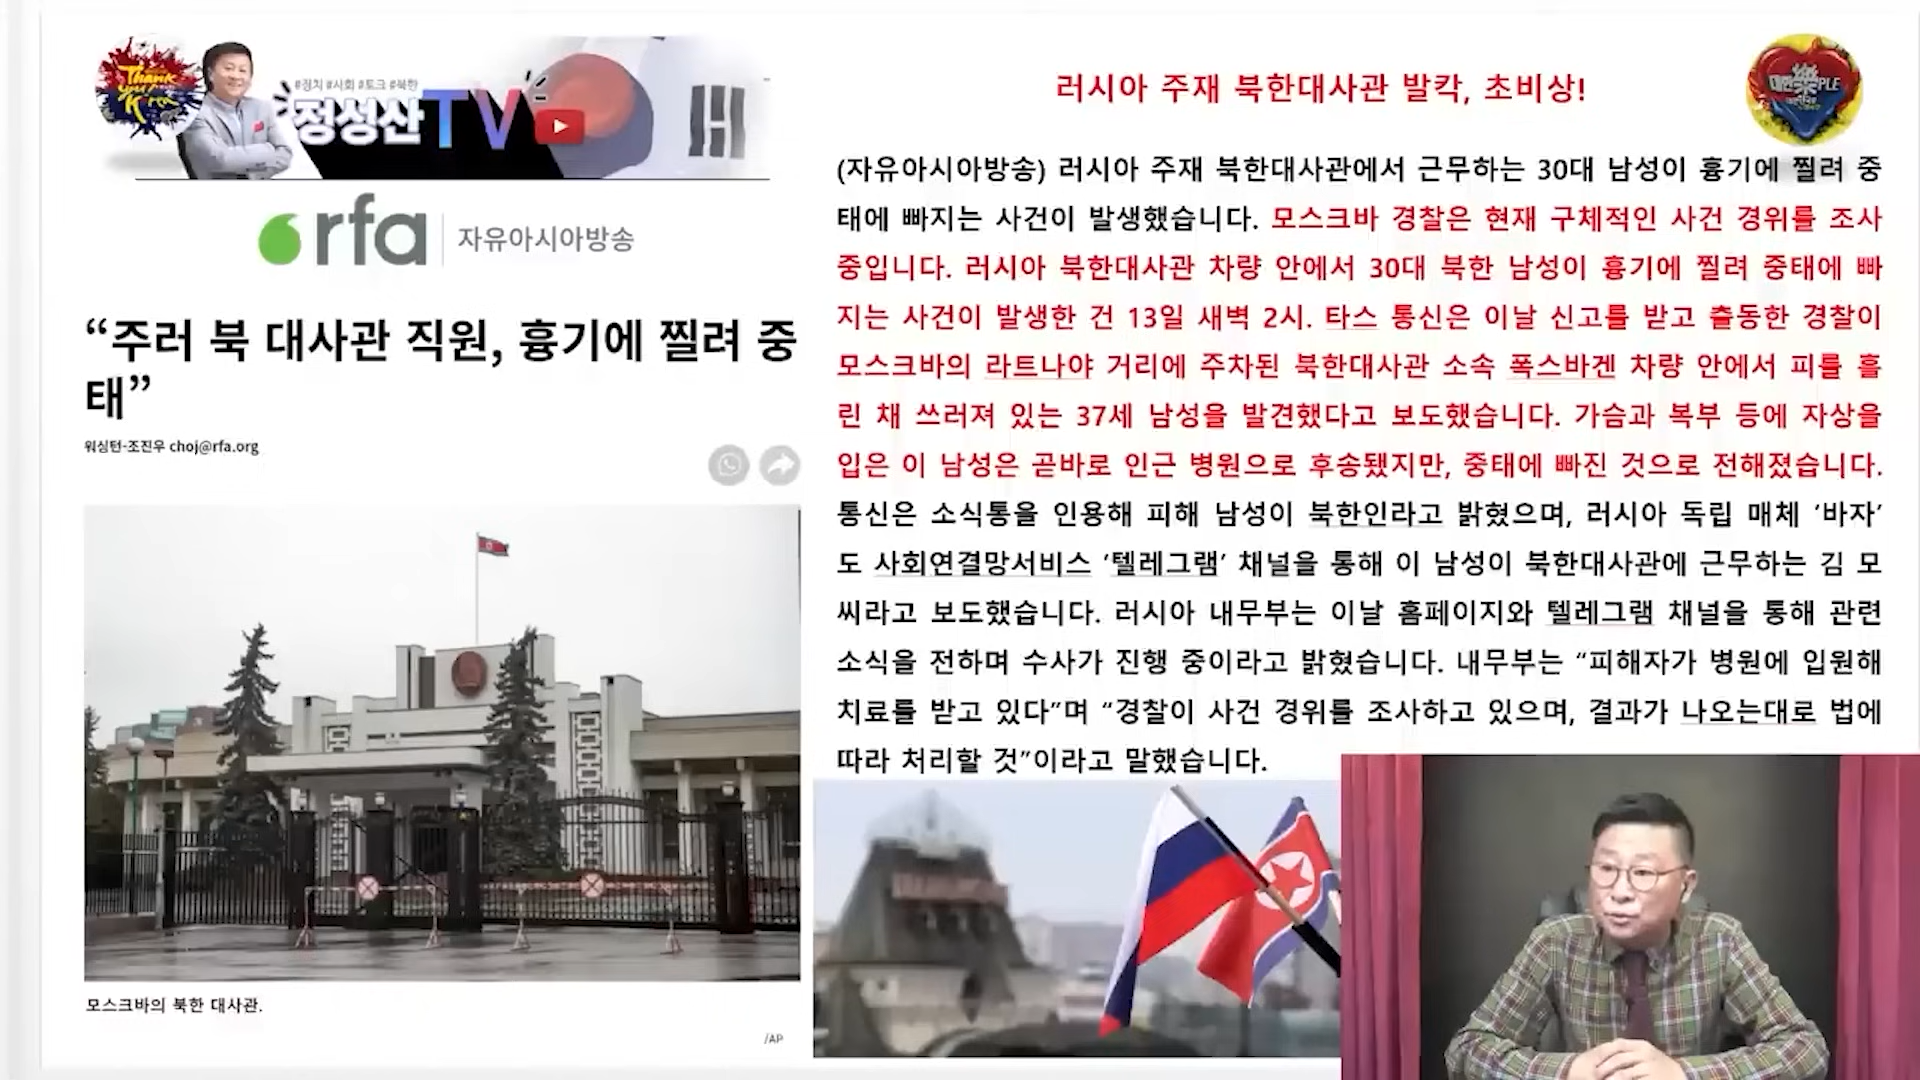 #정치 #사회 #토크 #북한
정성산TV
Thank you Korea
rfa 자유아시아방송
“주러 북 대사관 직원, 흉기에 찔려 중
태”
워싱턴-조진우 choj@rfa.org
모스크바의 북한 대사관.
/AP
러시아 주재 북한대사관 발칵, 초비상!
(자유아시아방송) 러시아 주재 북한대사관에서 근무하는 30대 남성이 흉기에 찔려 중
태에 빠지는 사건이 발생했습니다. 모스크바 경찰은 현재 구체적인 사건 경위를 조사
중입니다. 러시아 북한대사관 차량 안에서 30대 북한 남성이 흉기에 찔려 중태에 빠
지는 사건이 발생한 건 13일 새벽 2시. 타스 통신은 이날 신고를 받고 출동한 경찰이
모스크바의 라트나야 거리에 주차된 북한대사관 소속 폭스바겐 차량 안에서 피를 흘
린 채 쓰러져 있는 37세 남성을 발견했다고 보도했습니다. 가슴과 복부 등에 자상을
입은 이 남성은 곧바로 인근 병원으로 후송됐지만, 중태에 빠진 것으로 전해졌습니다.
통신은 소식통을 인용해 피해 남성이 북한인라고 밝혔으며, 러시아 독립 매체 ‘바자’
도 사회연결망서비스 ‘텔레그램’ 채널을 통해 이 남성이 북한대사관에 근무하는 김 모
씨라고 보도했습니다. 러시아 내무부는 이날 홈페이지와 텔레그램 채널을 통해 관련
소식을 전하며 수사가 진행 중이라고 밝혔습니다. 내무부는 “피해자가 병원에 입원해
치료를 받고 있다”며 “경찰이 사건 경위를 조사하고 있으며, 결과가 나오는대로 법에
따라 처리할 것”이라고 말했습니다.